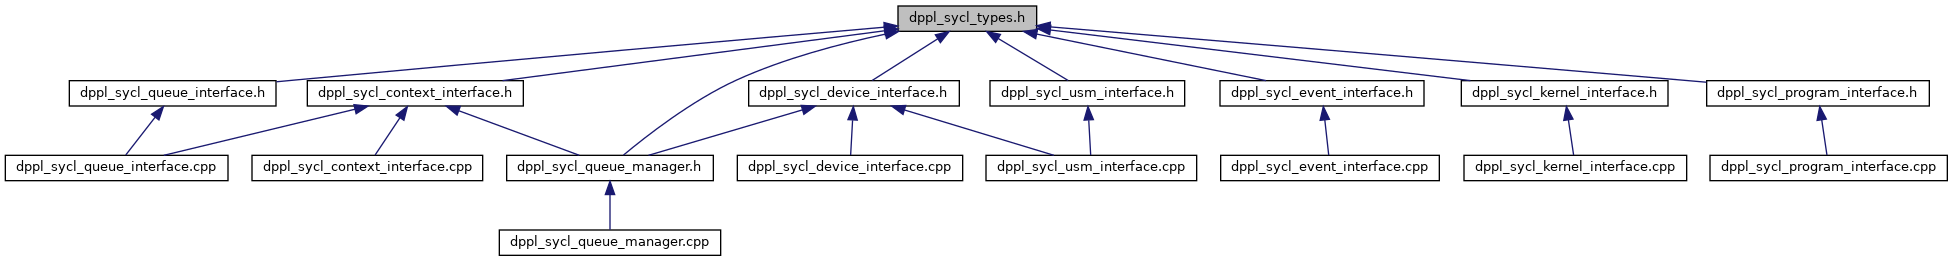 dppl_sycl_types.h
dppl_sycl_queue_interface.h
dppl_sycl_context_interface.h
dppl_sycl_device_interface.h
dppl_sycl_usm_interface.h
dppl_sycl_event_interface.h
dppl_sycl_kernel_interface.h
dppl_sycl_program_interface.h
dppl_sycl_queue_interface.cpp
dppl_sycl_context_interface.cpp
dppl_sycl_queue_manager.h
dppl_sycl_device_interface.cpp
dppl_sycl_usm_interface.cpp
dppl_sycl_event_interface.cpp
dppl_sycl_kernel_interface.cpp
dppl_sycl_program_interface.cpp
dppl_sycl_queue_manager.cpp